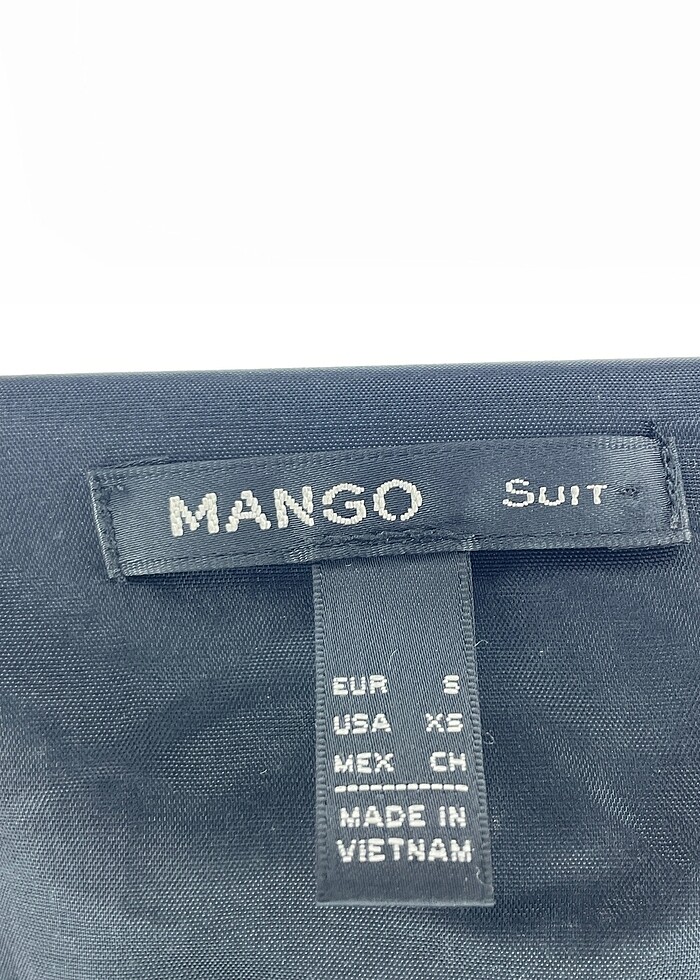 MANGO SUIT
EUR S
USA XS
MEX CH
MADE IN
VIETNAM